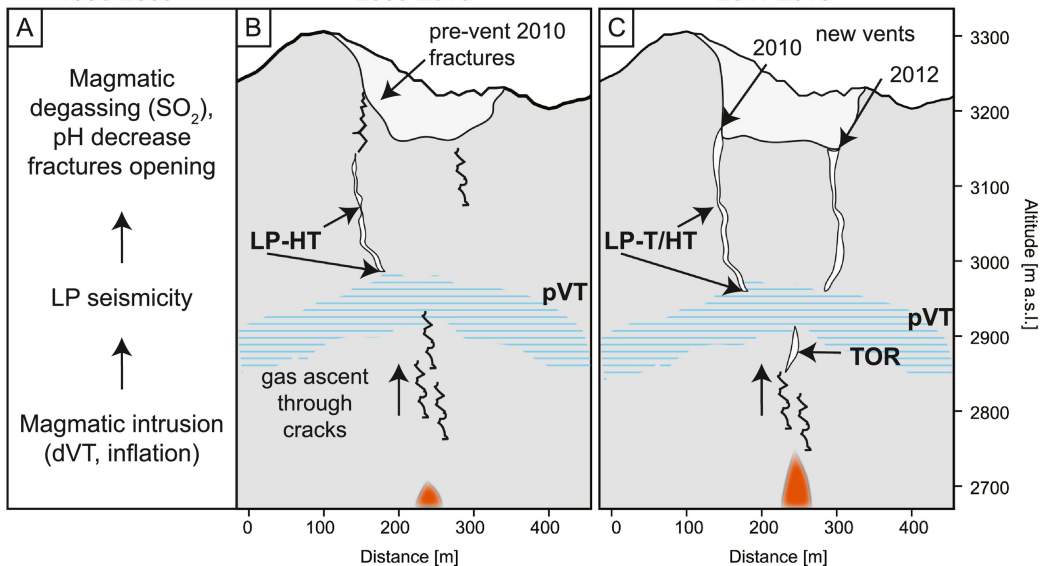 A
Magmatic
degassing (SO₂),
pH decrease
fractures opening
LP seismicity
Magmatic intrusion
(dVT, inflation)
B
pre-vent 2010
fractures
LP-HT
pVT
gas ascent
through
cracks
0 100 200 300 400
Distance [m]
C
new vents
2010
2012
LP-T/HT
pVT
TOR
0 100 200 300 400
Distance [m]
3300
3200
3100
3000
2900
2800
2700
Altitude [m a.s.l.]